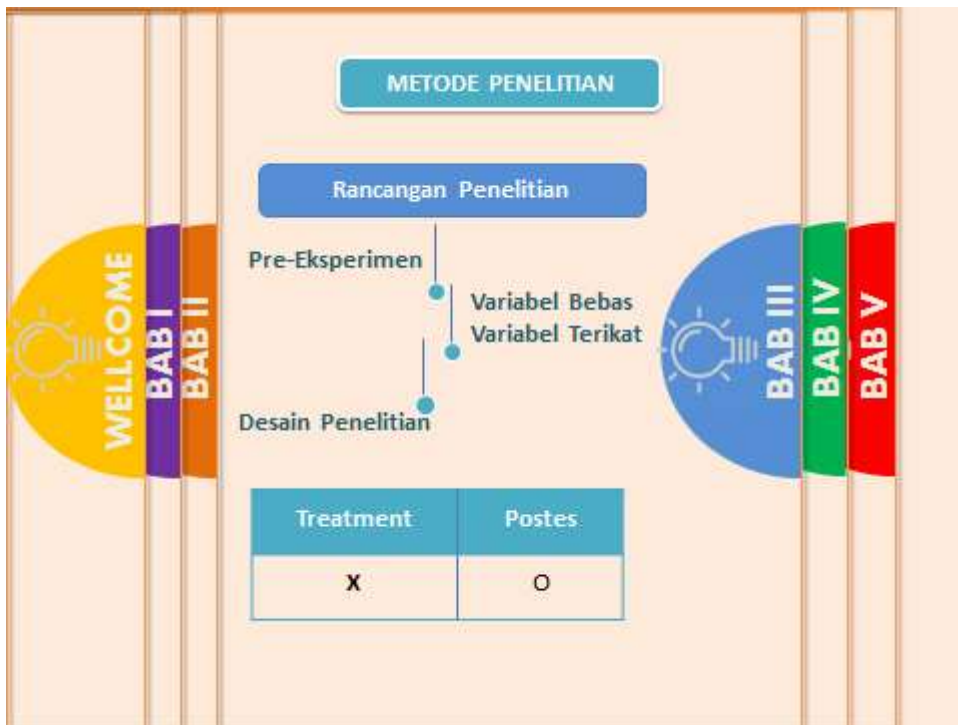 METODE PENELITIAN
Rancangan Penelitian
Pre-Eksperimen
Variabel Bebas
Variabel Terikat
Desain Penelitian
Treatment Postes
X O
WELLCOME
BAB I
BAB II
BAB III
BAB IV
BAB V